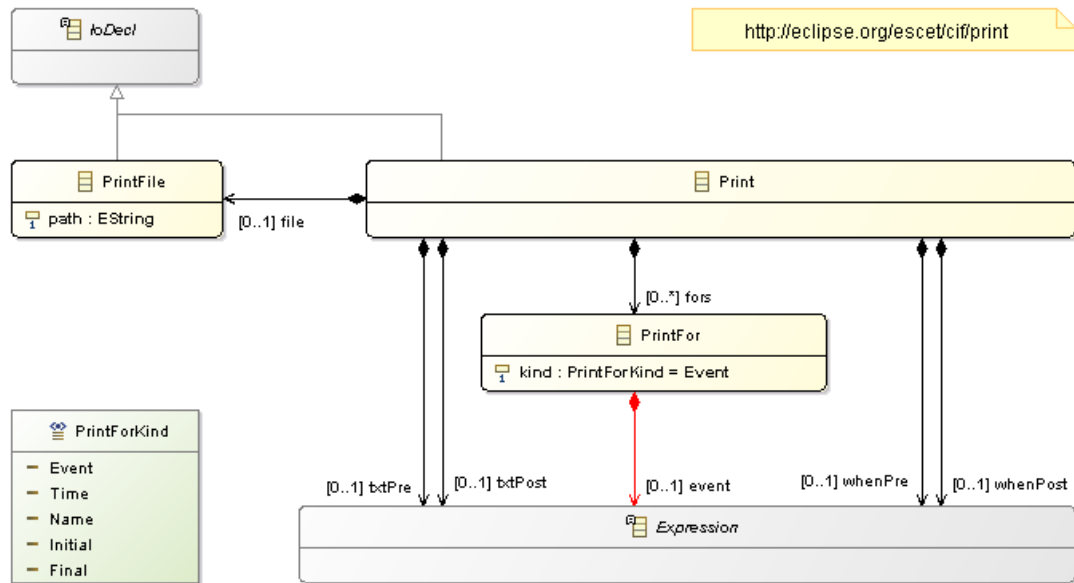 IoDecl
http://eclipse.org/escet/cif/print
PrintFile
path : EString
Print
[0..1] file
[0..*] fors
PrintFor
kind : PrintForKind = Event
PrintForKind
Event
Time
Name
Initial
Final
[0..1] txtPre
[0..1] txtPost
[0..1] event
[0..1] whenPre
[0..1] whenPost
Expression